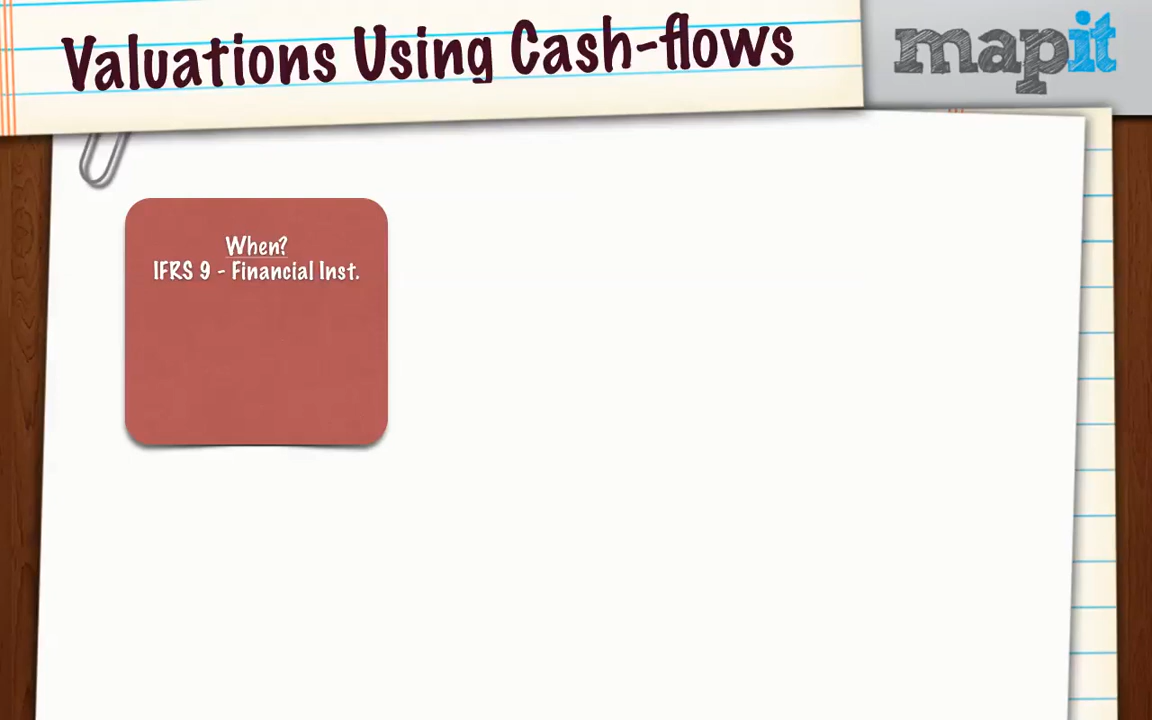 Valuations Using Cash-flows
mapit
When?
IFRS 9 - Financial Inst.